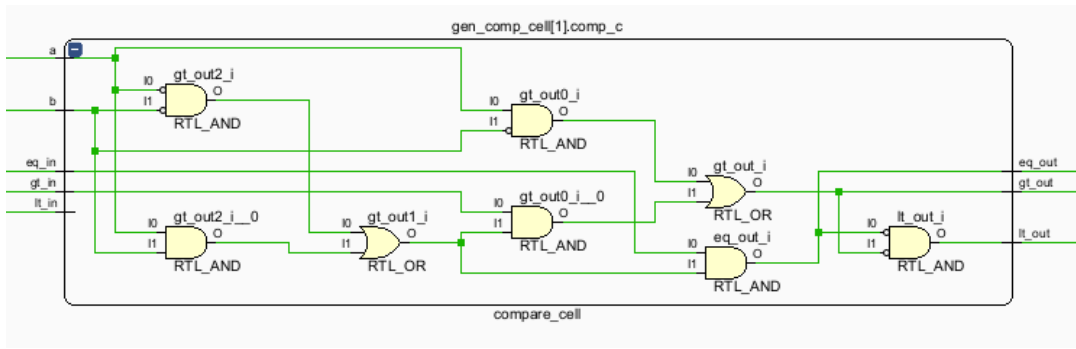 gen_comp_cell[1].comp_c
a
b
eq_in
gt_in
lt_in
gt_out2_i
I0
I1
O
RTL_AND
gt_out0_i
I0
I1
O
RTL_AND
gt_out2_i__0
I0
I1
O
RTL_AND
gt_out1_i
I0
I1
O
RTL_OR
gt_out0_i__0
I0
I1
O
RTL_AND
gt_out_i
I0
I1
O
RTL_OR
eq_out_i
I0
I1
O
RTL_AND
lt_out_i
I0
I1
O
RTL_AND
eq_out
gt_out
lt_out
compare_cell